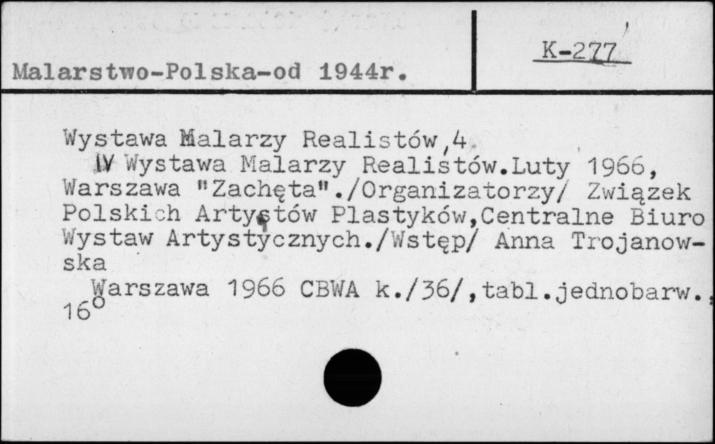 K-277
Malarstwo-Polska-od 1944r.
Wystawa Malarzy Realistów,4
IV Wystawa Malarzy Realistów.Luty 1966,
Warszawa "Zachęta"./Organizatorzy/ Związek
Polskich Artystów Plastyków,Centralne Biuro
Wystaw Artystycznych./Wstęp/ Anna Trojanow-
ska
Warszawa 1966 CBWA k./36/,tabl.jednobarw.,
16°